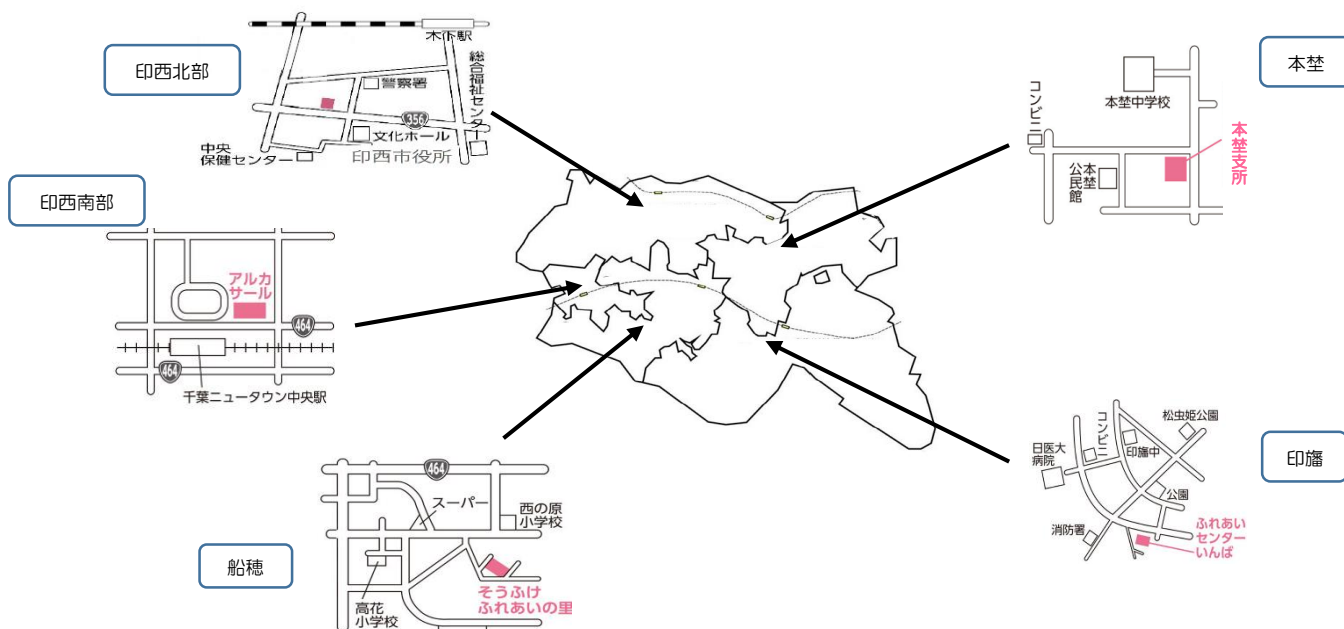 印西北部
木下駅
警察署
総合福祉センター
356
文化ホール
中央
保健センター
印西市役所
本埜
本埜中学校
コンビニ
本埜
公民館
本埜支所
印西南部
アルカ
サール
464
464
千葉ニュータウン中央駅
船穂
464
スーパー
西の原
小学校
高花
小学校
そうふけ
ふれあいの里
印旛
松虫姫公園
コンビニ
印旛中
日医大
病院
公園
消防署
ふれあい
センター
いんば